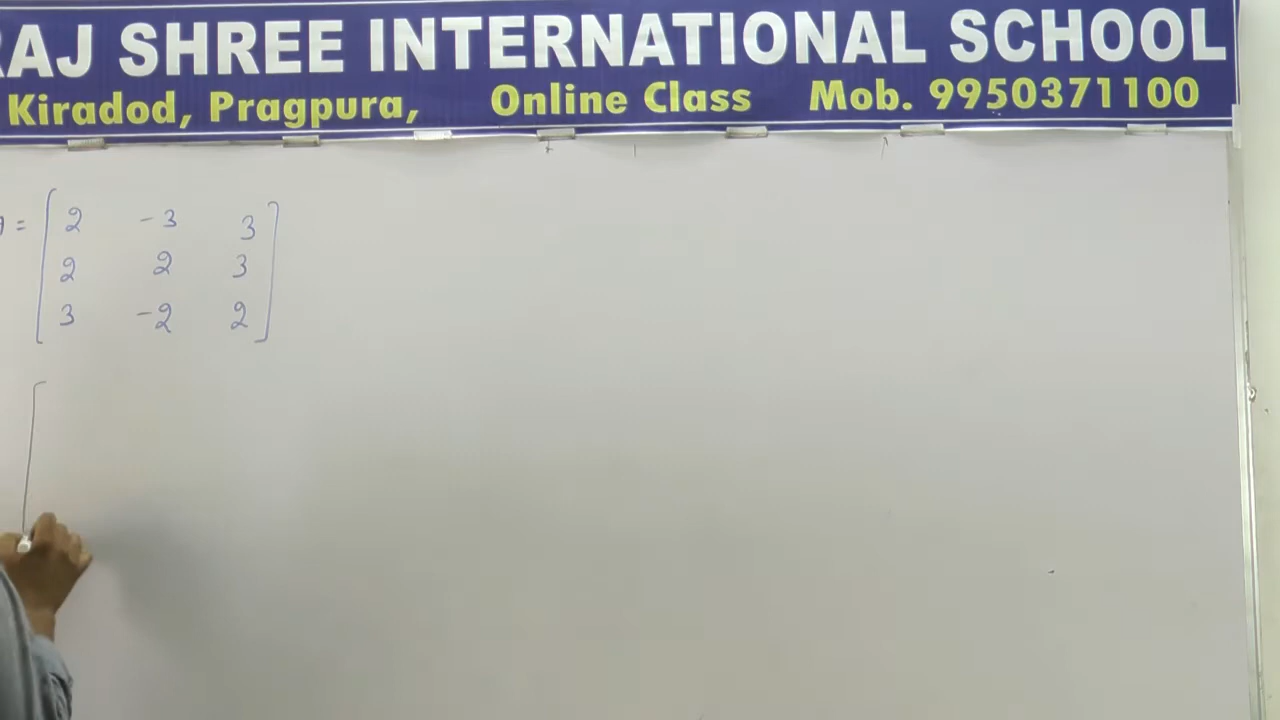 RAJ SHREE INTERNATIONAL SCHOOL
Kiradod, Pragpura, Online Class Mob. 9950371100
= [ 2 -3 3
2 2 3
3 -2 2 ]
[